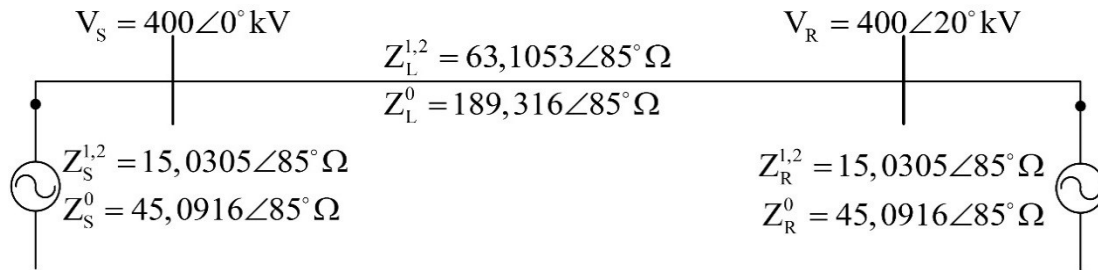 V_S = 400∠0° kV
V_R = 400∠20° kV
Z_L^{1,2} = 63,1053∠85° Ω
Z_L^0 = 189,316∠85° Ω
Z_S^{1,2} = 15,0305∠85° Ω
Z_S^0 = 45,0916∠85° Ω
Z_R^{1,2} = 15,0305∠85° Ω
Z_R^0 = 45,0916∠85° Ω